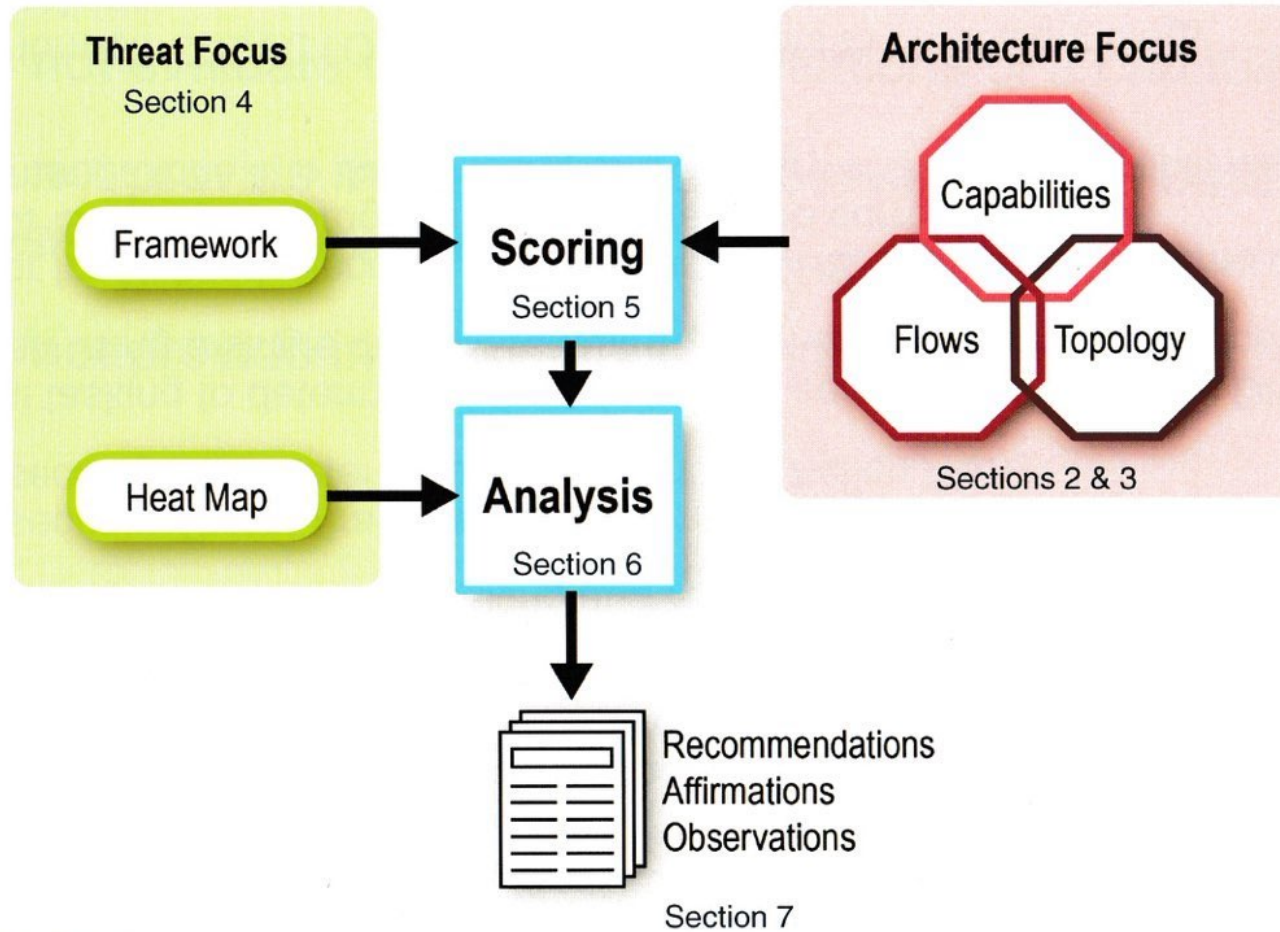 Threat Focus
Section 4
Framework
Heat Map
Scoring
Section 5
Analysis
Section 6
Architecture Focus
Capabilities
Flows
Topology
Sections 2 & 3
Recommendations
Affirmations
Observations
Section 7